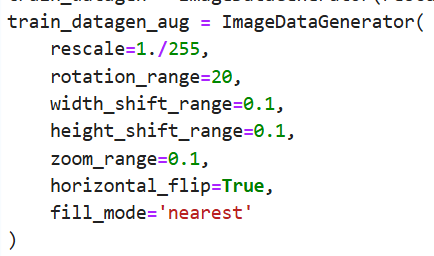 train_datagen_aug = ImageDataGenerator(
    rescale=1./255,
    rotation_range=20,
    width_shift_range=0.1,
    height_shift_range=0.1,
    zoom_range=0.1,
    horizontal_flip=True,
    fill_mode='nearest'
)